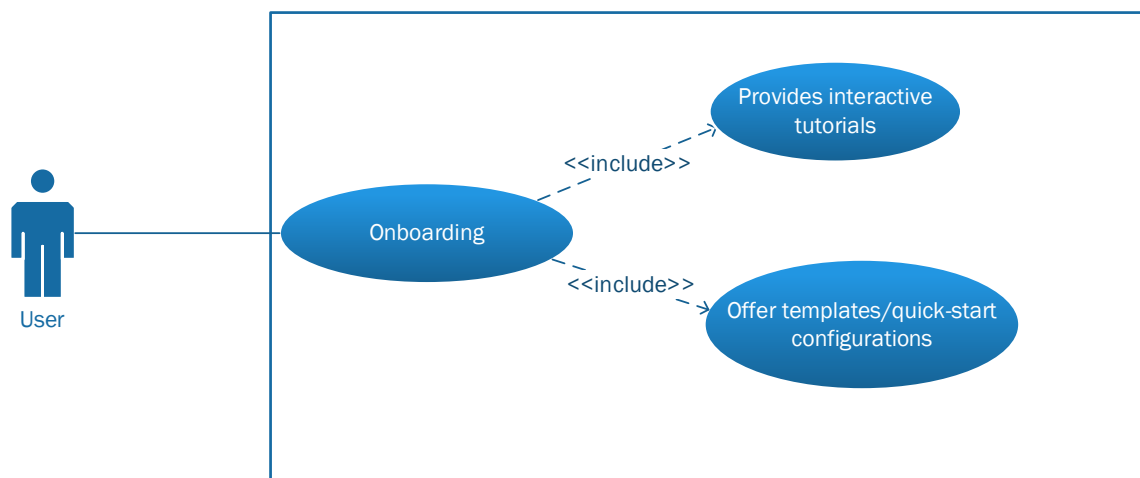 Provides interactive
tutorials
<<include>>
Onboarding
<<include>>
User
Offer templates/quick-start
configurations